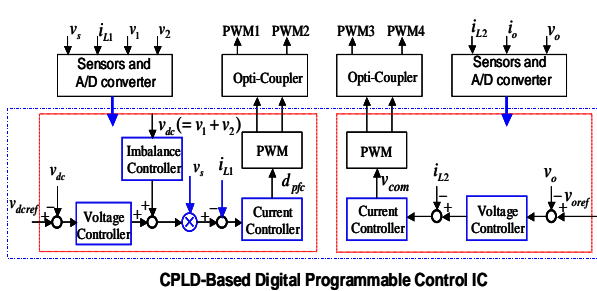 v_s i_L1 v_1 v_2
PWM1 PWM2
PWM3 PWM4
i_L2 i_o v_o
Sensors and
A/D converter
Opti-Coupler
Opti-Coupler
Sensors and
A/D converter
v_dc(= v_1 + v_2)
v_dc
Imbalance
Controller
v_s
i_L1
PWM
d_pfc
PWM
v_com
i_L2
v_o
v_dcref
+
−
Voltage
Controller
+
+
×
+
−
Current
Controller
Current
Controller
−
+
Voltage
Controller
−
+
v_oref
CPLD-Based Digital Programmable Control IC